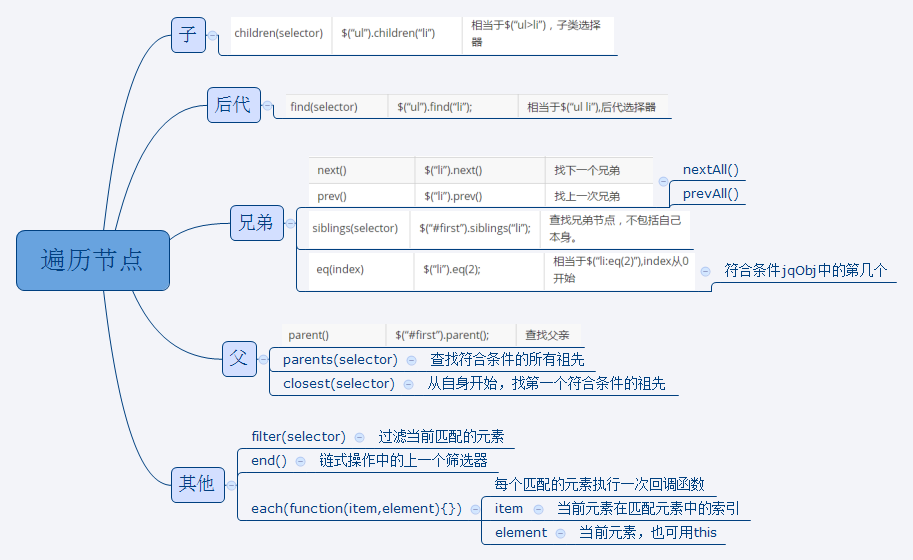 遍历节点
子
children(selector) $(“ul”).children(“li”) 相当于$(“ul>li”)，子类选择
器
后代
find(selector) $(“ul”).find(“li”); 相当于$(“ul li”),后代选择器
兄弟
next() $(“li”).next() 找下一个兄弟
prev() $(“li”).prev() 找上一次兄弟
nextAll()
prevAll()
siblings(selector) $(“#first”).siblings(“li”); 查找兄弟节点，不包括自己
本身。
eq(index) $(“li”).eq(2); 相当于$(“li:eq(2)”),index从0
开始
符合条件jqObj中的第几个
父
parent() $(“#first”).parent(); 查找父亲
parents(selector) 查找符合条件的所有祖先
closest(selector) 从自身开始，找第一个符合条件的祖先
其他
filter(selector) 过滤当前匹配的元素
end() 链式操作中的上一个筛选器
each(function(item,element){})
每个匹配的元素执行一次回调函数
item 当前元素在匹配元素中的索引
element 当前元素，也可用this